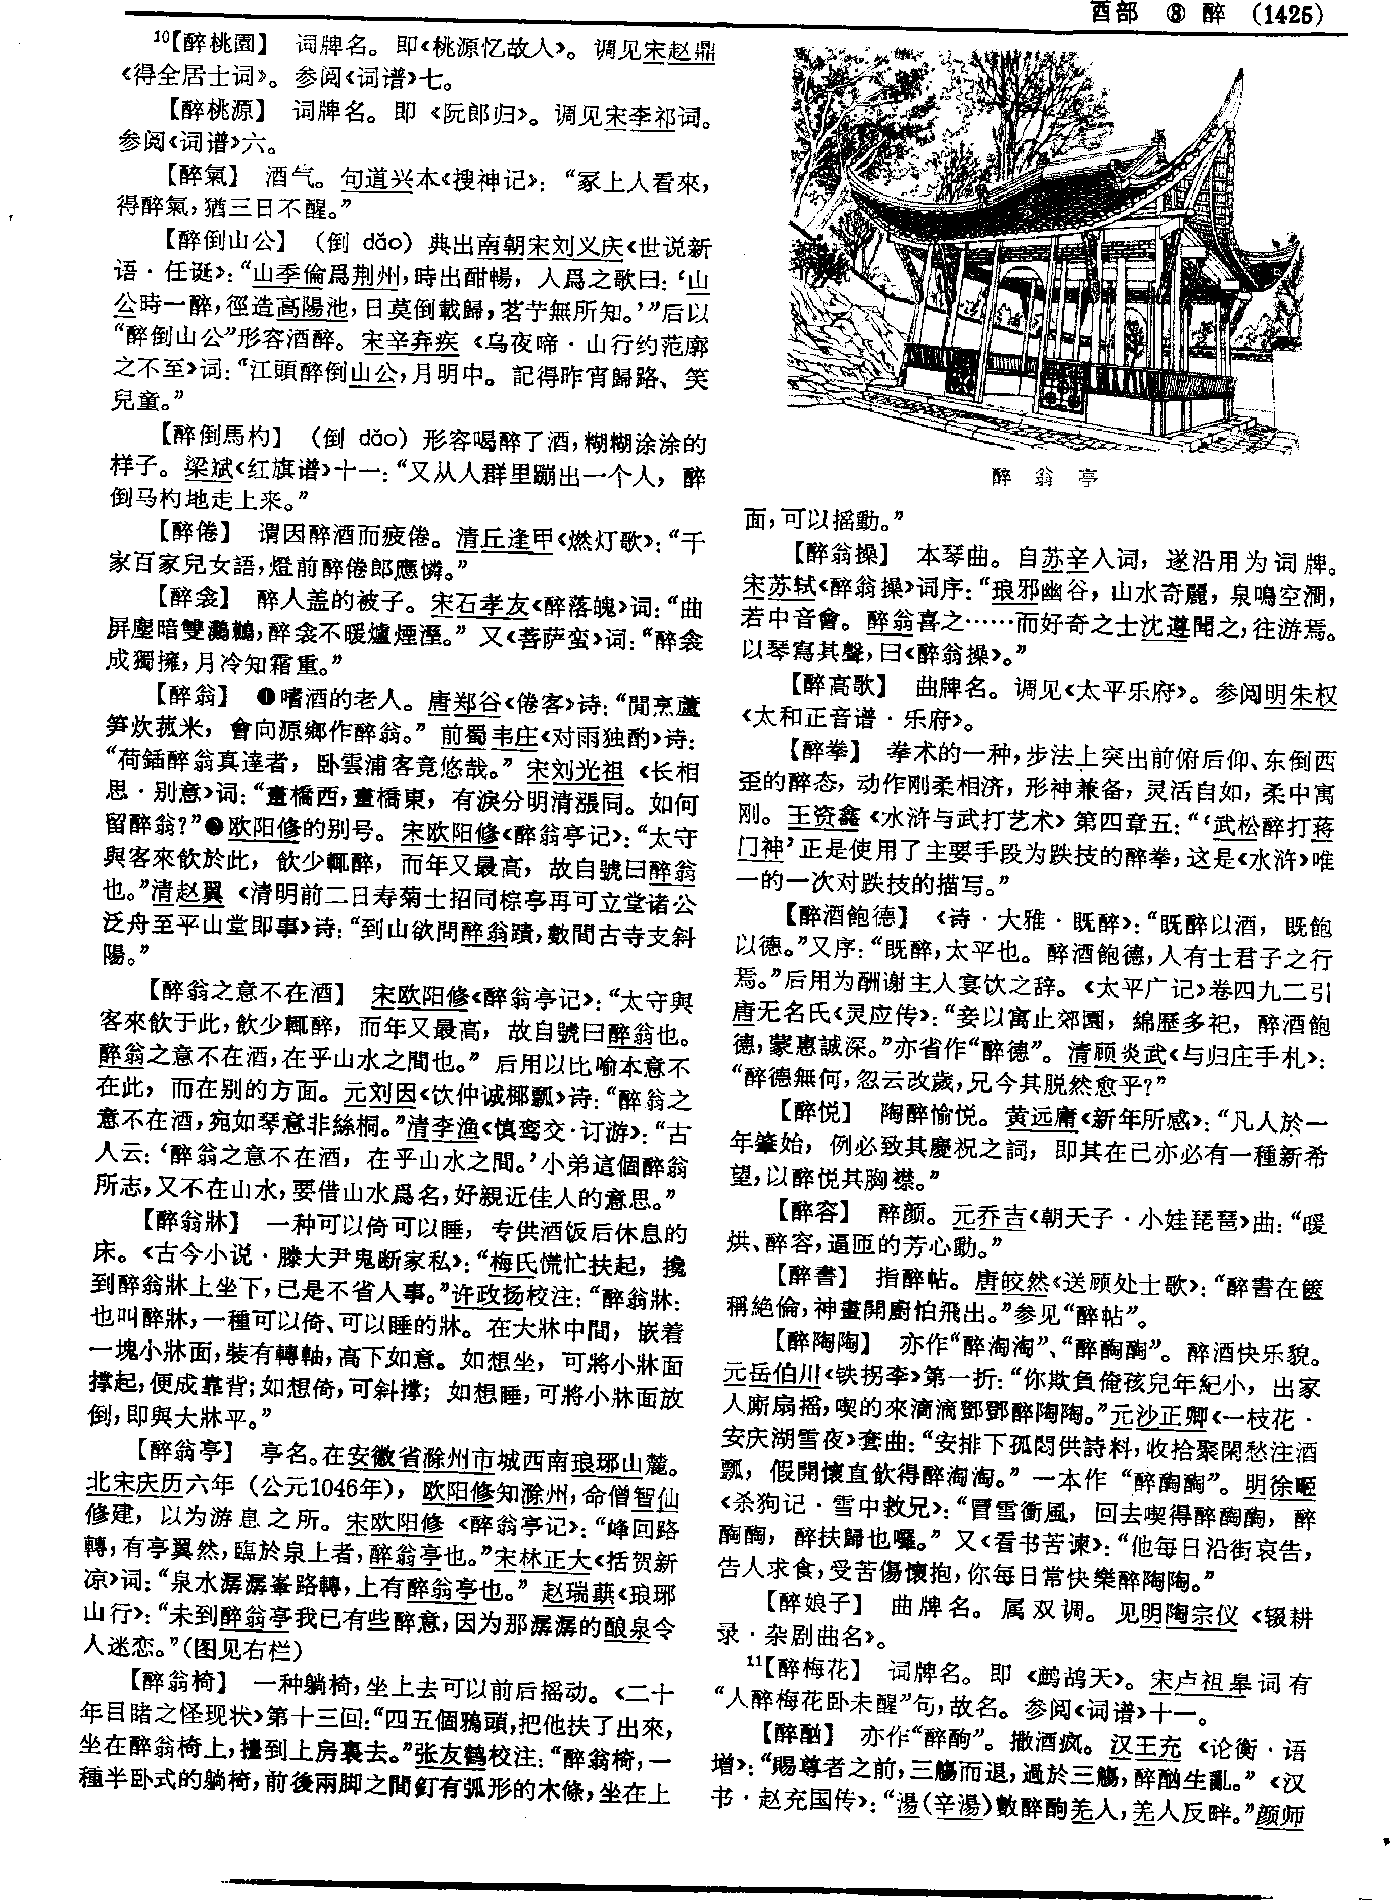 酉部 ⑧ 醉 (1425)
10【醉桃園】 词牌名。即《桃源忆故人》。调见宋赵鼎
《得全居士词》。参阅《词谱》七。
【醉桃源】 词牌名。即《阮郎归》。调见宋李祁词。
参阅《词谱》六。
【醉氣】 酒气。句道兴本《搜神记》：“冢上人看來，
得醉氣，猶三日不醒。”
【醉倒山公】（倒 dǎo）典出南朝宋刘义庆《世说新
语·任诞》：“山季倫爲荆州，時出酣暢，人爲之歌曰：‘山
公時一醉，徑造高陽池，日莫倒載歸，茗艼無所知。’”后以
“醉倒山公”形容酒醉。宋辛弃疾《乌夜啼·山行约范廓
之不至》词：“江頭醉倒山公，月明中。記得昨宵歸路、笑
兒童。”
【醉倒馬杓】（倒 dǎo）形容喝醉了酒，糊糊涂涂的
样子。梁斌《红旗谱》十一：“又从人群里蹦出一个人，醉
倒马杓地走上来。”
【醉倦】 谓因醉酒而疲倦。清丘逢甲《燃灯歌》：“千
家百家兒女語，燈前醉倦郎應憐。”
【醉衾】 醉人盖的被子。宋石孝友《醉落魄》词：“曲
屏塵暗雙鸂鶒，醉衾不暖爐煙溼。”又《菩萨蛮》词：“醉衾
成獨擁，月冷知霜重。”
【醉翁】 ❶嗜酒的老人。唐郑谷《倦客》诗：“閒烹蘆
笋炊菰米，會向源鄉作醉翁。”前蜀韦庄《对雨独酌》诗：
“荷鍤醉翁真達者，卧雲逋客竟悠哉。”宋刘光祖《长相
思·别意》词：“畫橋西，畫橋東，有淚分明清漲同。如何
留醉翁？”❷欧阳修的别号。宋欧阳修《醉翁亭记》：“太守
與客來飲於此，飲少輒醉，而年又最高，故自號曰醉翁
也。”清赵翼《清明前二日寿菊士招同棕亭再可立堂诸公
泛舟至平山堂即事》诗：“到山欲問醉翁蹟，數間古寺支斜
陽。”
【醉翁之意不在酒】 宋欧阳修《醉翁亭记》：“太守與
客來飲于此，飲少輒醉，而年又最高，故自號曰醉翁也。
醉翁之意不在酒，在乎山水之間也。”后用以比喻本意不
在此，而在别的方面。元刘因《饮仲诚椰瓢》诗：“醉翁之
意不在酒，宛如琴意非絲桐。”清李渔《慎鸾交·订游》：“古
人云：‘醉翁之意不在酒，在乎山水之間。’小弟這個醉翁
所志，又不在山水，要借山水爲名，好親近佳人的意思。”
【醉翁牀】 一种可以倚可以睡，专供酒饭后休息的
床。《古今小说·滕大尹鬼断家私》：“梅氏慌忙扶起，攙
到醉翁牀上坐下，已是不省人事。”许政扬校注：“醉翁牀：
也叫醉牀，一種可以倚、可以睡的牀。在大牀中間，嵌着
一塊小牀面，裝有轉軸，高下如意。如想坐，可將小牀面
撑起，便成靠背；如想倚，可斜撑；如想睡，可將小牀面放
倒，即與大牀平。”
【醉翁亭】 亭名。在安徽省滁州市城西南琅琊山麓。
北宋庆历六年（公元1046年），欧阳修知滁州，命僧智仙
修建，以为游息之所。宋欧阳修《醉翁亭记》：“峰回路
轉，有亭翼然，臨於泉上者，醉翁亭也。”宋林正大《括贺新
凉》词：“泉水潺潺峯路轉，上有醉翁亭也。”赵瑞蕻《琅琊
山行》：“未到醉翁亭我已有些醉意，因为那潺潺的酿泉令
人迷恋。”（图见右栏）
【醉翁椅】 一种躺椅，坐上去可以前后摇动。《二十
年目睹之怪现状》第十三回：“四五個鴉頭，把他扶了出來，
坐在醉翁椅上，擡到上房裏去。”张友鹤校注：“醉翁椅，一
種半卧式的躺椅，前後兩脚之間釘有弧形的木條，坐在上
醉翁亭
面，可以摇動。”
【醉翁操】 本琴曲。自苏辛入词，遂沿用为词牌。
宋苏轼《醉翁操》词序：“琅邪幽谷，山水奇麗，泉鳴空澗，
若中音會。醉翁喜之……而好奇之士沈遵聞之，往游焉。
以琴寫其聲，曰《醉翁操》。”
【醉高歌】 曲牌名。调见《太平乐府》。参阅明朱权
《太和正音谱·乐府》。
【醉拳】 拳术的一种，步法上突出前俯后仰、东倒西
歪的醉态，动作刚柔相济，形神兼备，灵活自如，柔中寓
刚。王资鑫《水浒与武打艺术》第四章五：“‘武松醉打蒋
门神’正是使用了主要手段为跌技的醉拳，这是《水浒》唯
一的一次对跌技的描写。”
【醉酒飽德】 《诗·大雅·既醉》：“既醉以酒，既飽
以德。”又序：“既醉，太平也。醉酒飽德，人有士君子之行
焉。”后用为酬谢主人宴饮之辞。《太平广记》卷四九二引
唐无名氏《灵应传》：“妾以寓止郊園，綿歷多祀，醉酒飽
德，蒙惠誠深。”亦省作“醉德”。清顾炎武《与归庄手札》：
“醉德無何，忽云改歲，兄今其脱然愈乎？”
【醉悦】 陶醉愉悦。黄远庸《新年所感》：“凡人於一
年肇始，例必致其慶祝之詞，即其在己亦必有一種新希
望，以醉悦其胸襟。”
【醉容】 醉颜。元乔吉《朝天子·小娃琵琶》曲：“暖
烘、醉容，逼匝的芳心動。”
【醉書】 指醉帖。唐皎然《送顾处士歌》：“醉書在篋
稱絶倫，神畫開廚怕飛出。”参见“醉帖”。
【醉陶陶】 亦作“醉淘淘”、“醉醄醄”。醉酒快乐貌。
元岳伯川《铁拐李》第一折：“你欺負俺孩兒年紀小，出家
人廝扇摇，喫的來滴滴鄧鄧醉陶陶。”元沙正卿《一枝花·
安庆湖雪夜》套曲：“安排下孤悶供詩料，收拾聚閑愁注酒
瓢，假開懷直飲得醉淘淘。”一本作“醉醄醄”。明徐㬇
《杀狗记·雪中救兄》：“冒雪衝風，回去喫得醉醄醄，醉
醄醄，醉扶歸也囉。”又《看书苦谏》：“他每日沿街哀告，
告人求食，受苦傷懷抱，你每日常快樂醉陶陶。”
【醉娘子】 曲牌名。属双调。见明陶宗仪《辍耕
录·杂剧曲名》。
11【醉梅花】 词牌名。即《鹧鸪天》。宋卢祖皋词有
“人醉梅花卧未醒”句，故名。参阅《词谱》十一。
【醉酗】 亦作“醉酌”。撒酒疯。汉王充《论衡·语
增》：“賜尊者之前，三觴而退，過於三觴，醉酗生亂。”《汉
书·赵充国传》：“湯（辛湯）數醉酌羌人，羌人反畔。”颜师